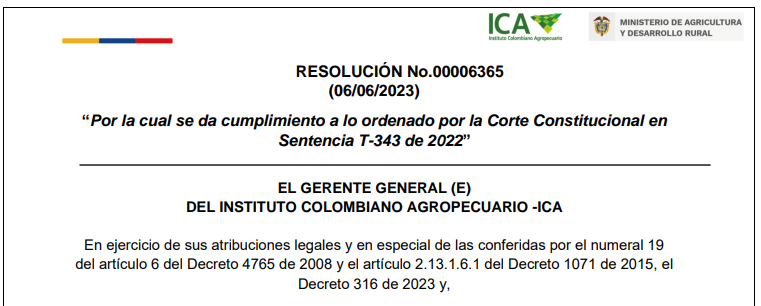 ICA
Instituto Colombiano Agropecuario
MINISTERIO DE AGRICULTURA
Y DESARROLLO RURAL
RESOLUCIÓN No.00006365
(06/06/2023)
“Por la cual se da cumplimiento a lo ordenado por la Corte Constitucional en
Sentencia T-343 de 2022”
EL GERENTE GENERAL (E)
DEL INSTITUTO COLOMBIANO AGROPECUARIO -ICA
En ejercicio de sus atribuciones legales y en especial de las conferidas por el numeral 19
del artículo 6 del Decreto 4765 de 2008 y el artículo 2.13.1.6.1 del Decreto 1071 de 2015, el
Decreto 316 de 2023 y,